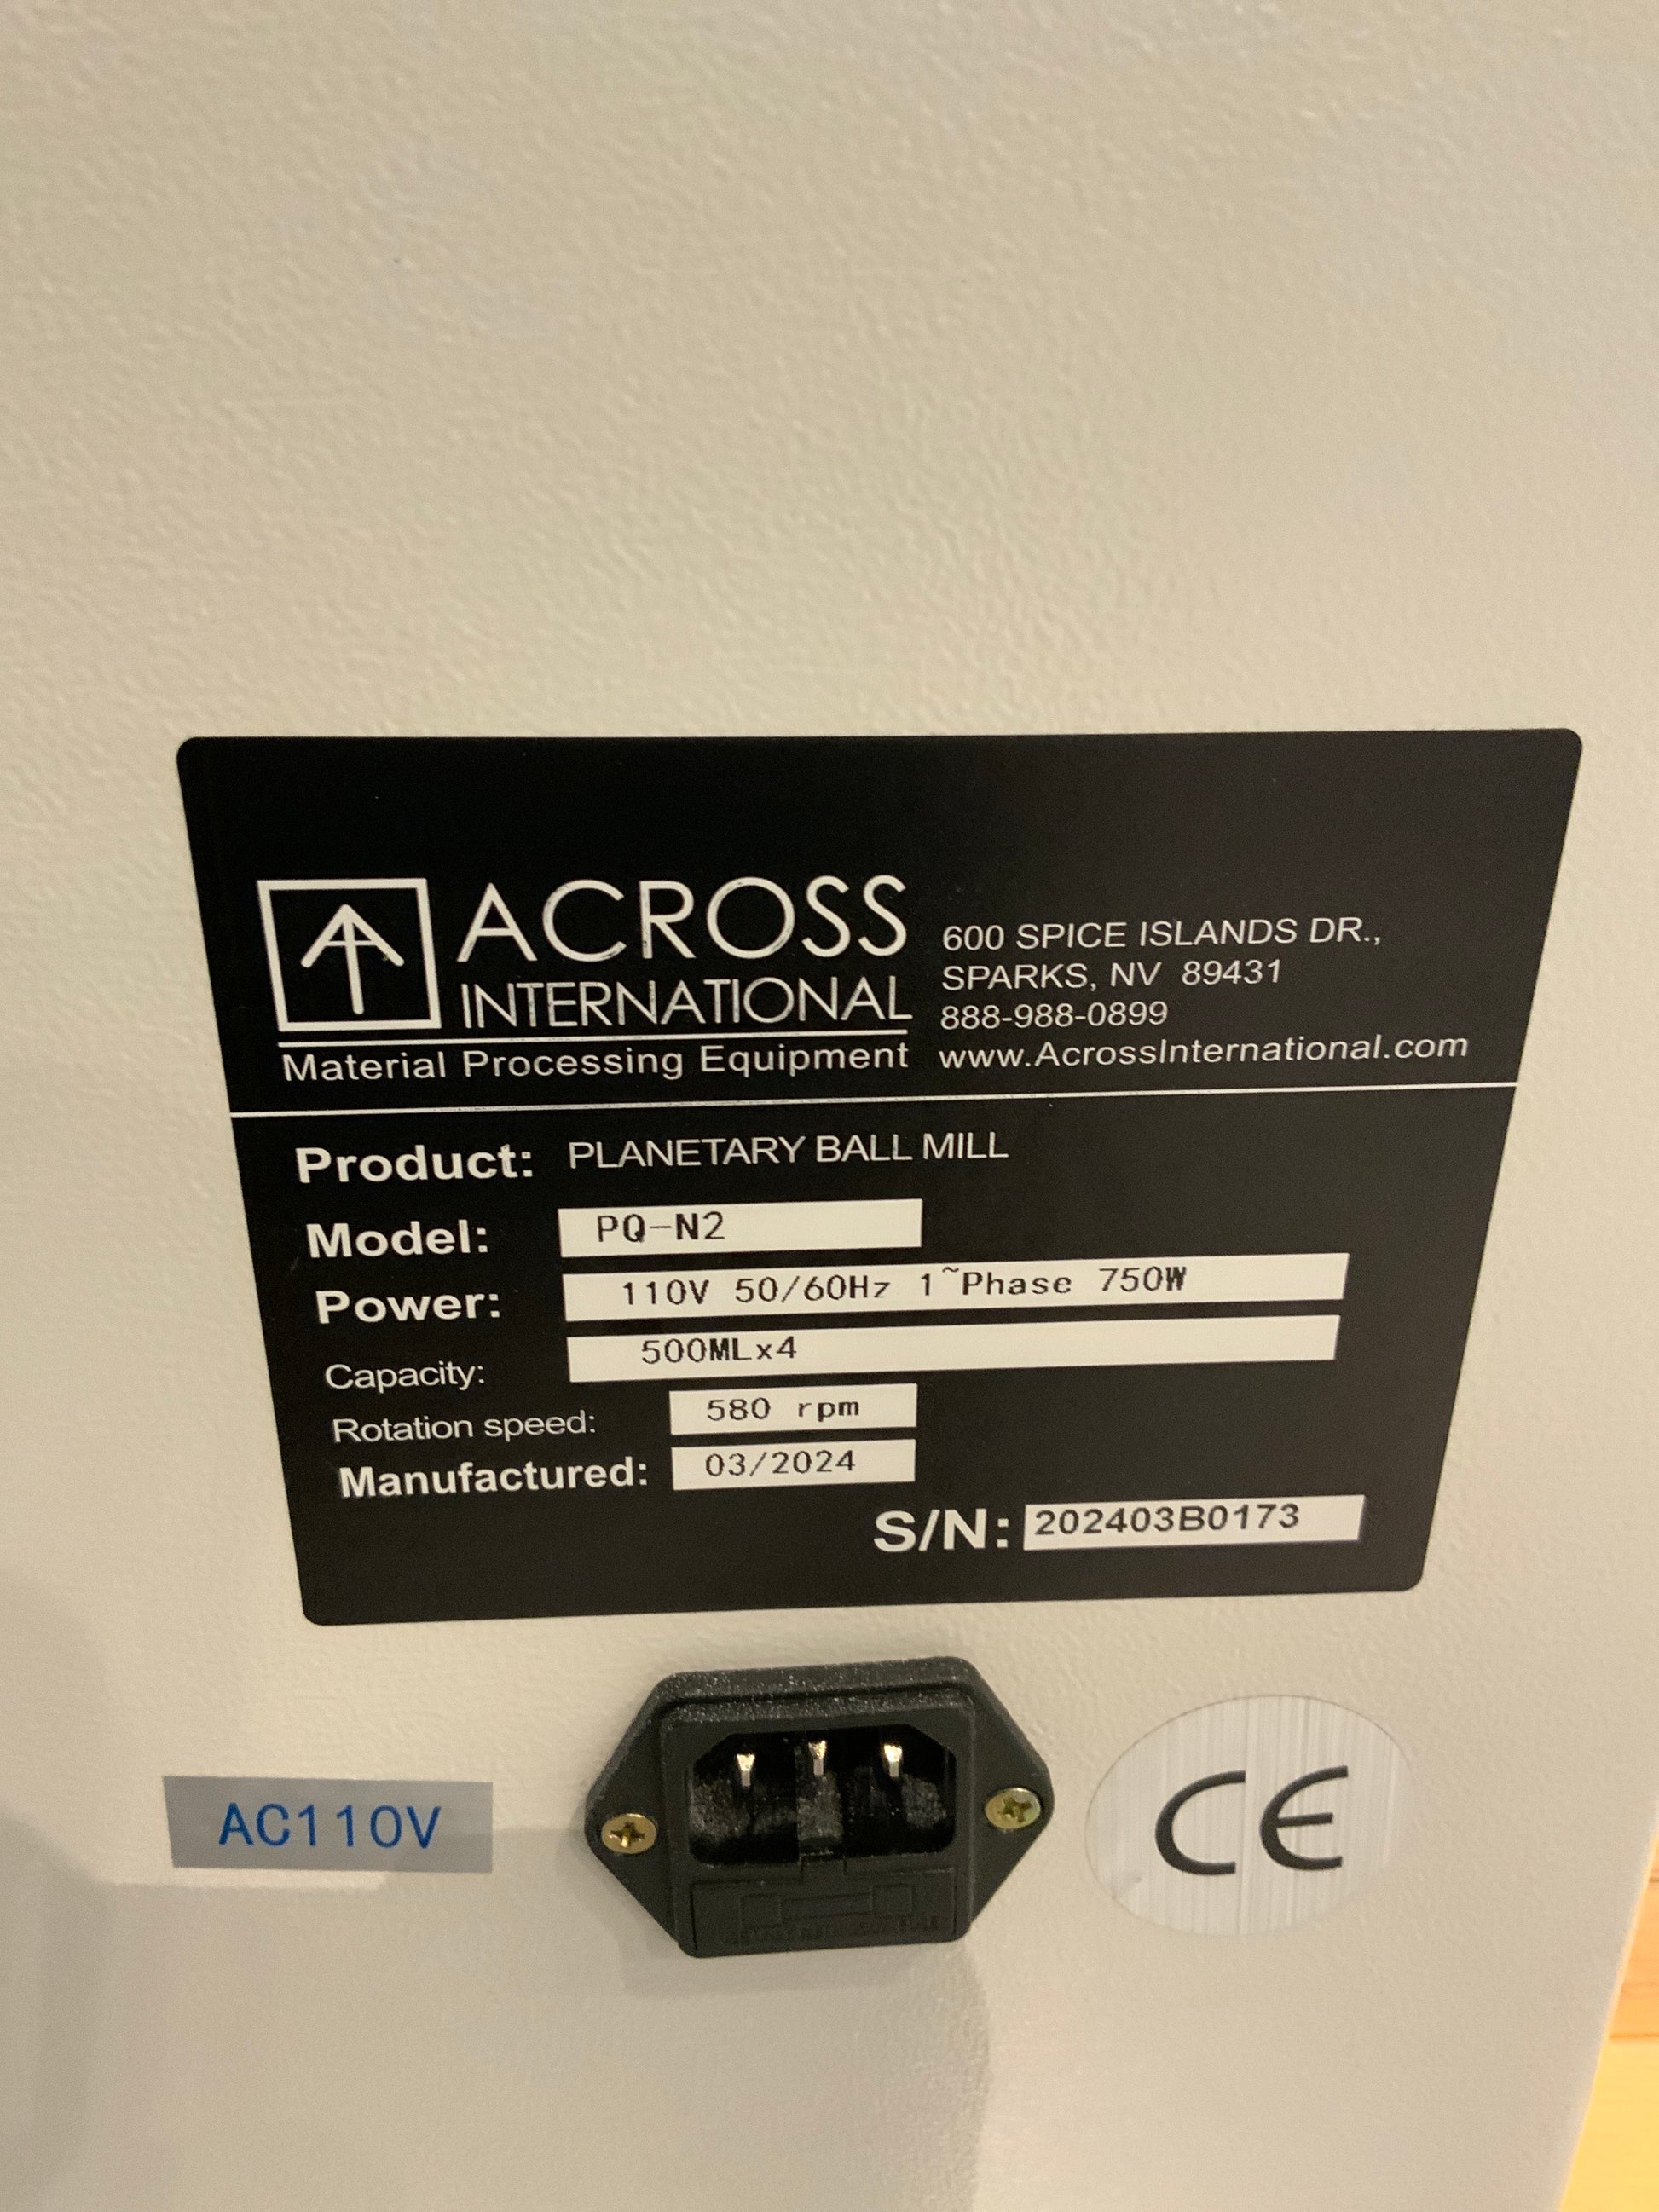 ACROSS
INTERNATIONAL
Material Processing Equipment
600 SPICE ISLANDS DR.,
SPARKS, NV 89431
888-988-0899
www.AcrossInternational.com
Product: PLANETARY BALL MILL
Model: PQ-N2
Power: 110V 50/60Hz 1~Phase 750W
Capacity: 500MLx4
Rotation speed: 580 rpm
Manufactured: 03/2024
S/N: 202403B0173
AC110V
CE